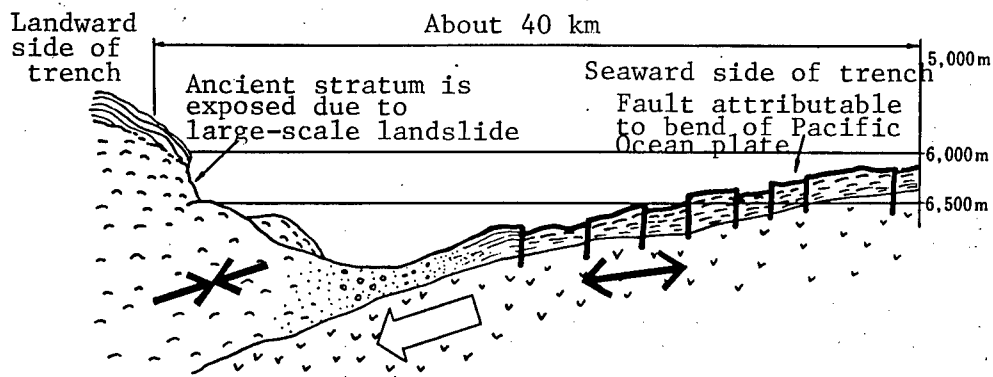 Landward
side of
trench
About 40 km
5,000m
Ancient stratum is
exposed due to
large-scale landslide
Seaward side of trench
Fault attributable
to bend of Pacific
Ocean plate
6,000m
6,500m